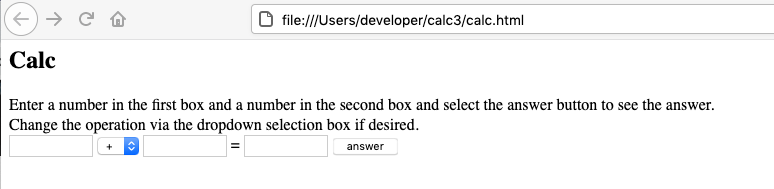 file:///Users/developer/calc3/calc.html
Calc
Enter a number in the first box and a number in the second box and select the answer button to see the answer.
Change the operation via the dropdown selection box if desired.
+ = answer